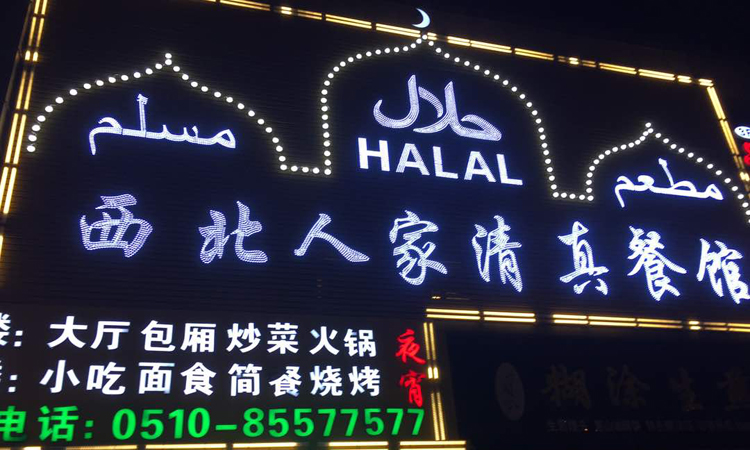 حلال
HALAL
مطعم مسلم
西北人家清真餐馆
楼: 大厅 包厢 炒菜 火锅
小吃 面食 简餐 烧烤
夜宵
电话: 0510-85577577